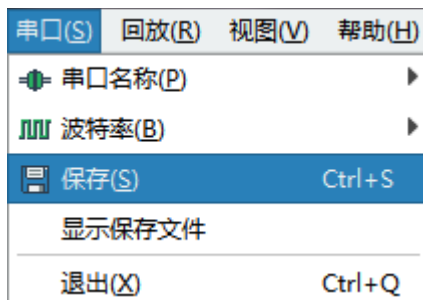 串口(S) 回放(R) 视图(V) 帮助(H)
串口名称(P)
波特率(B)
保存(S) Ctrl+S
显示保存文件
退出(X) Ctrl+Q